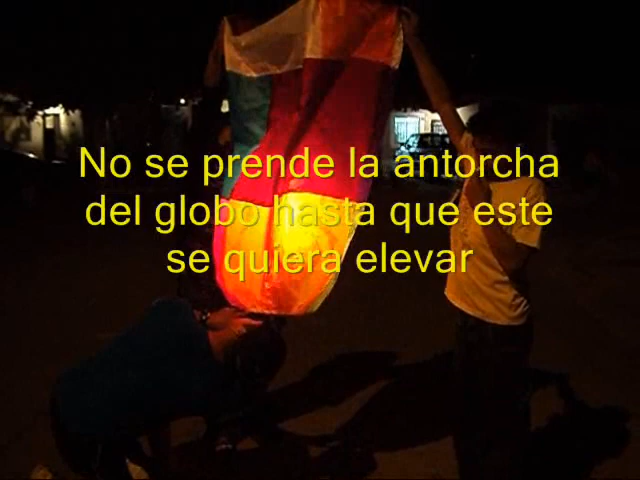 No se prende la antorcha
del globo hasta que este
se quiera elevar